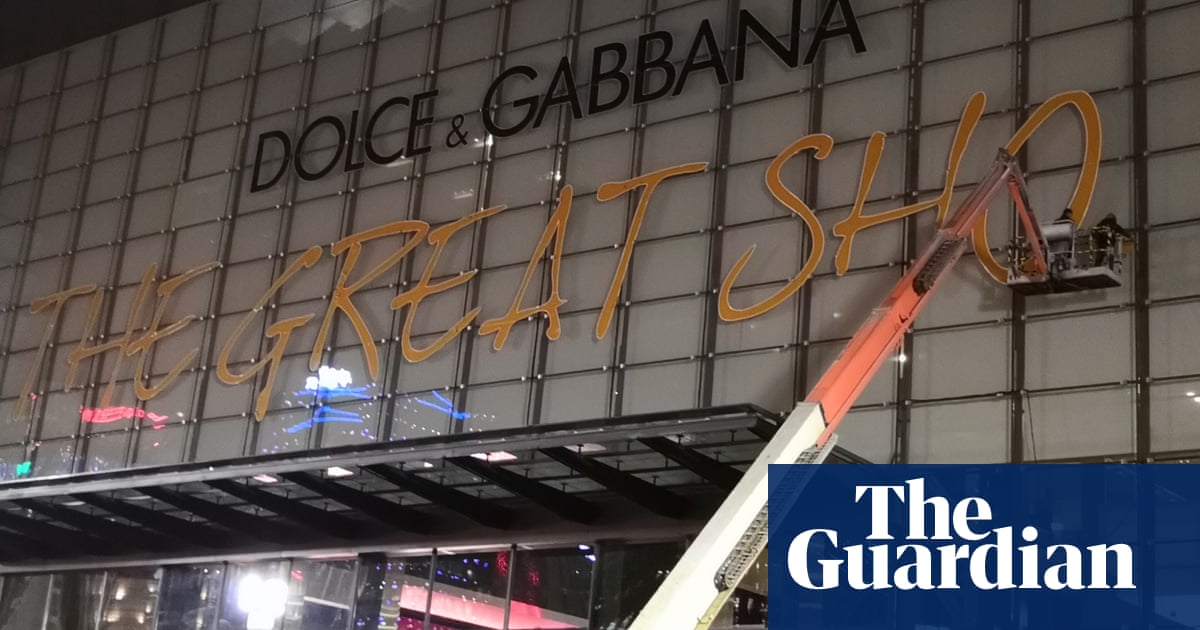 DOLCE & GABBANA
THE GREAT SHO
The
Guardian